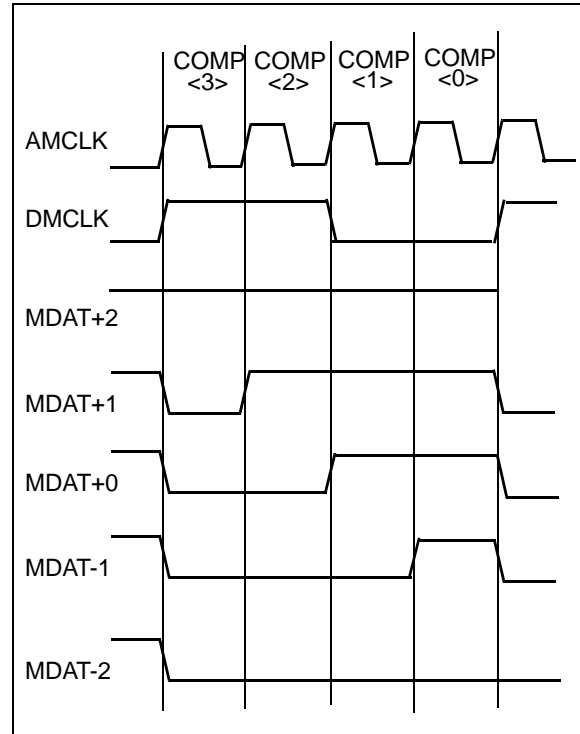 COMP COMP COMP COMP
<3> <2> <1> <0>
AMCLK
DMCLK
MDAT+2
MDAT+1
MDAT+0
MDAT-1
MDAT-2